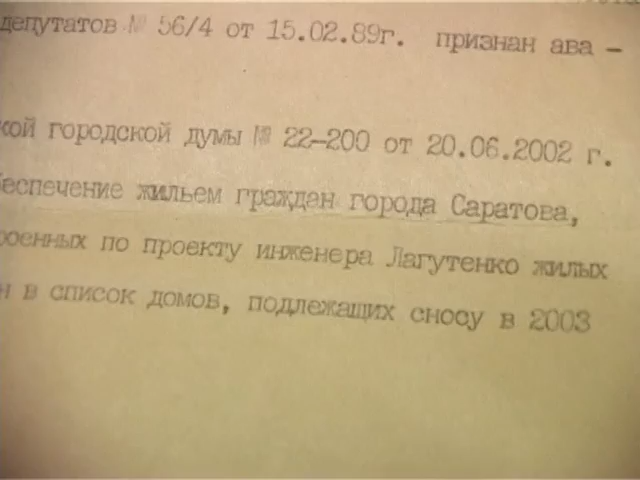 депутатов № 56/4 от 15.02.89г. признан ава –
кой городской думы № 22-200 от 20.06.2002 г.
еспечение жильем граждан города Саратова,
роенных по проекту инженера Лагутенко жилых
н в список домов, подлежащих сносу в 2003